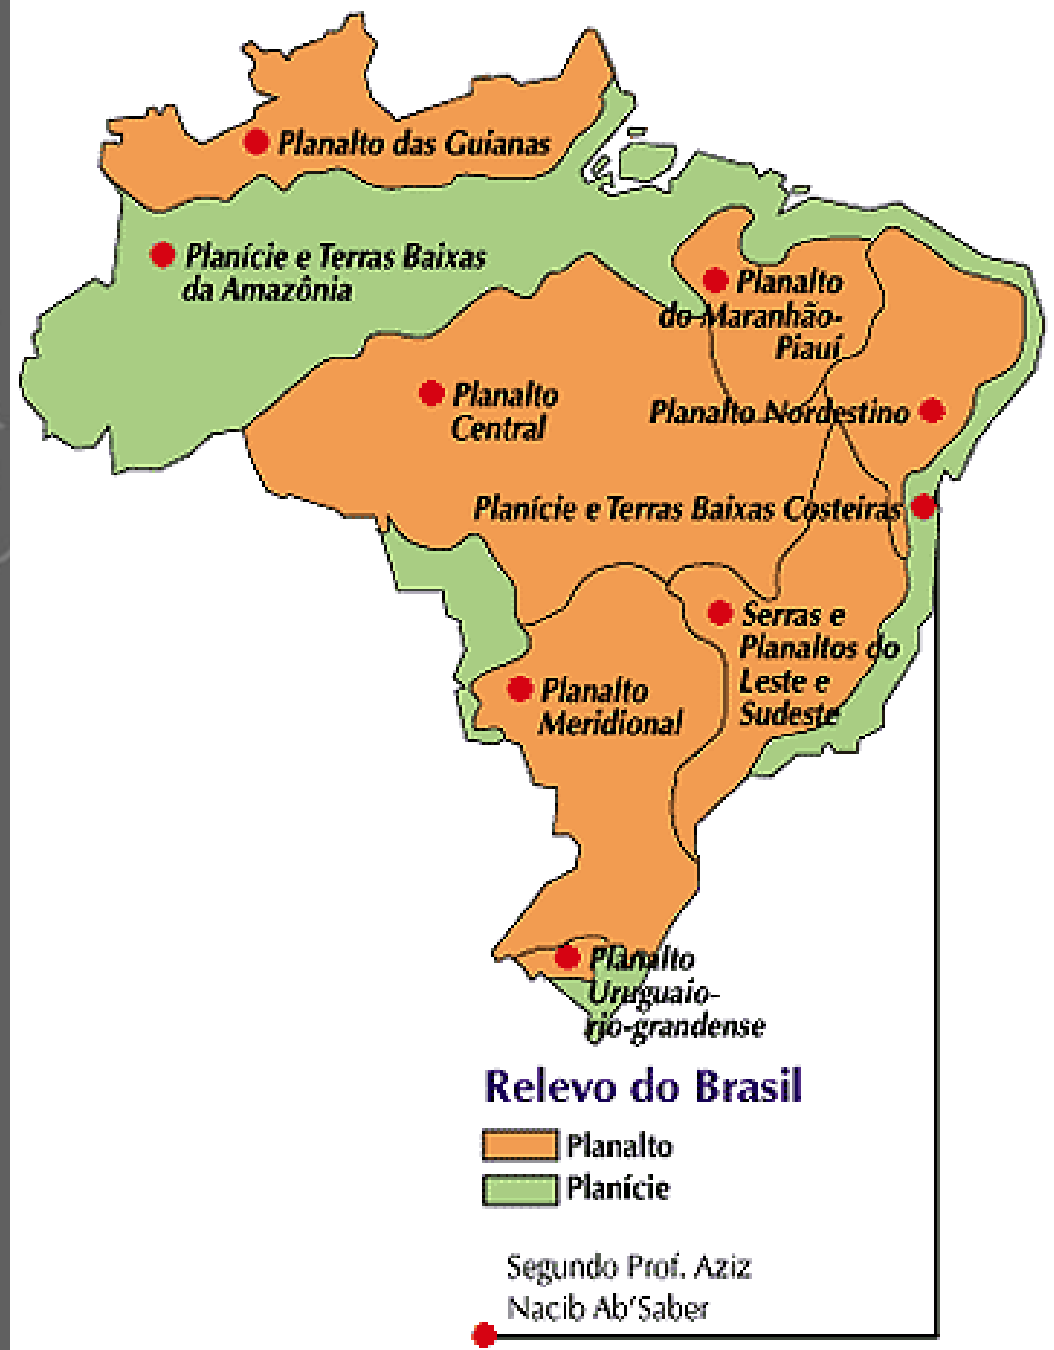 Planalto das Guianas
Planície e Terras Baixas
da Amazônia
Planalto
do Maranhão-
Piauí
Planalto
Central
Planalto Nordestino
Planície e Terras Baixas Costeiras
Serras e
Planaltos do
Leste e
Sudeste
Planalto
Meridional
Planalto
Uruguaio-
rio-grandense
Relevo do Brasil
Planalto
Planície
Segundo Prof. Aziz
Nacib Ab'Saber